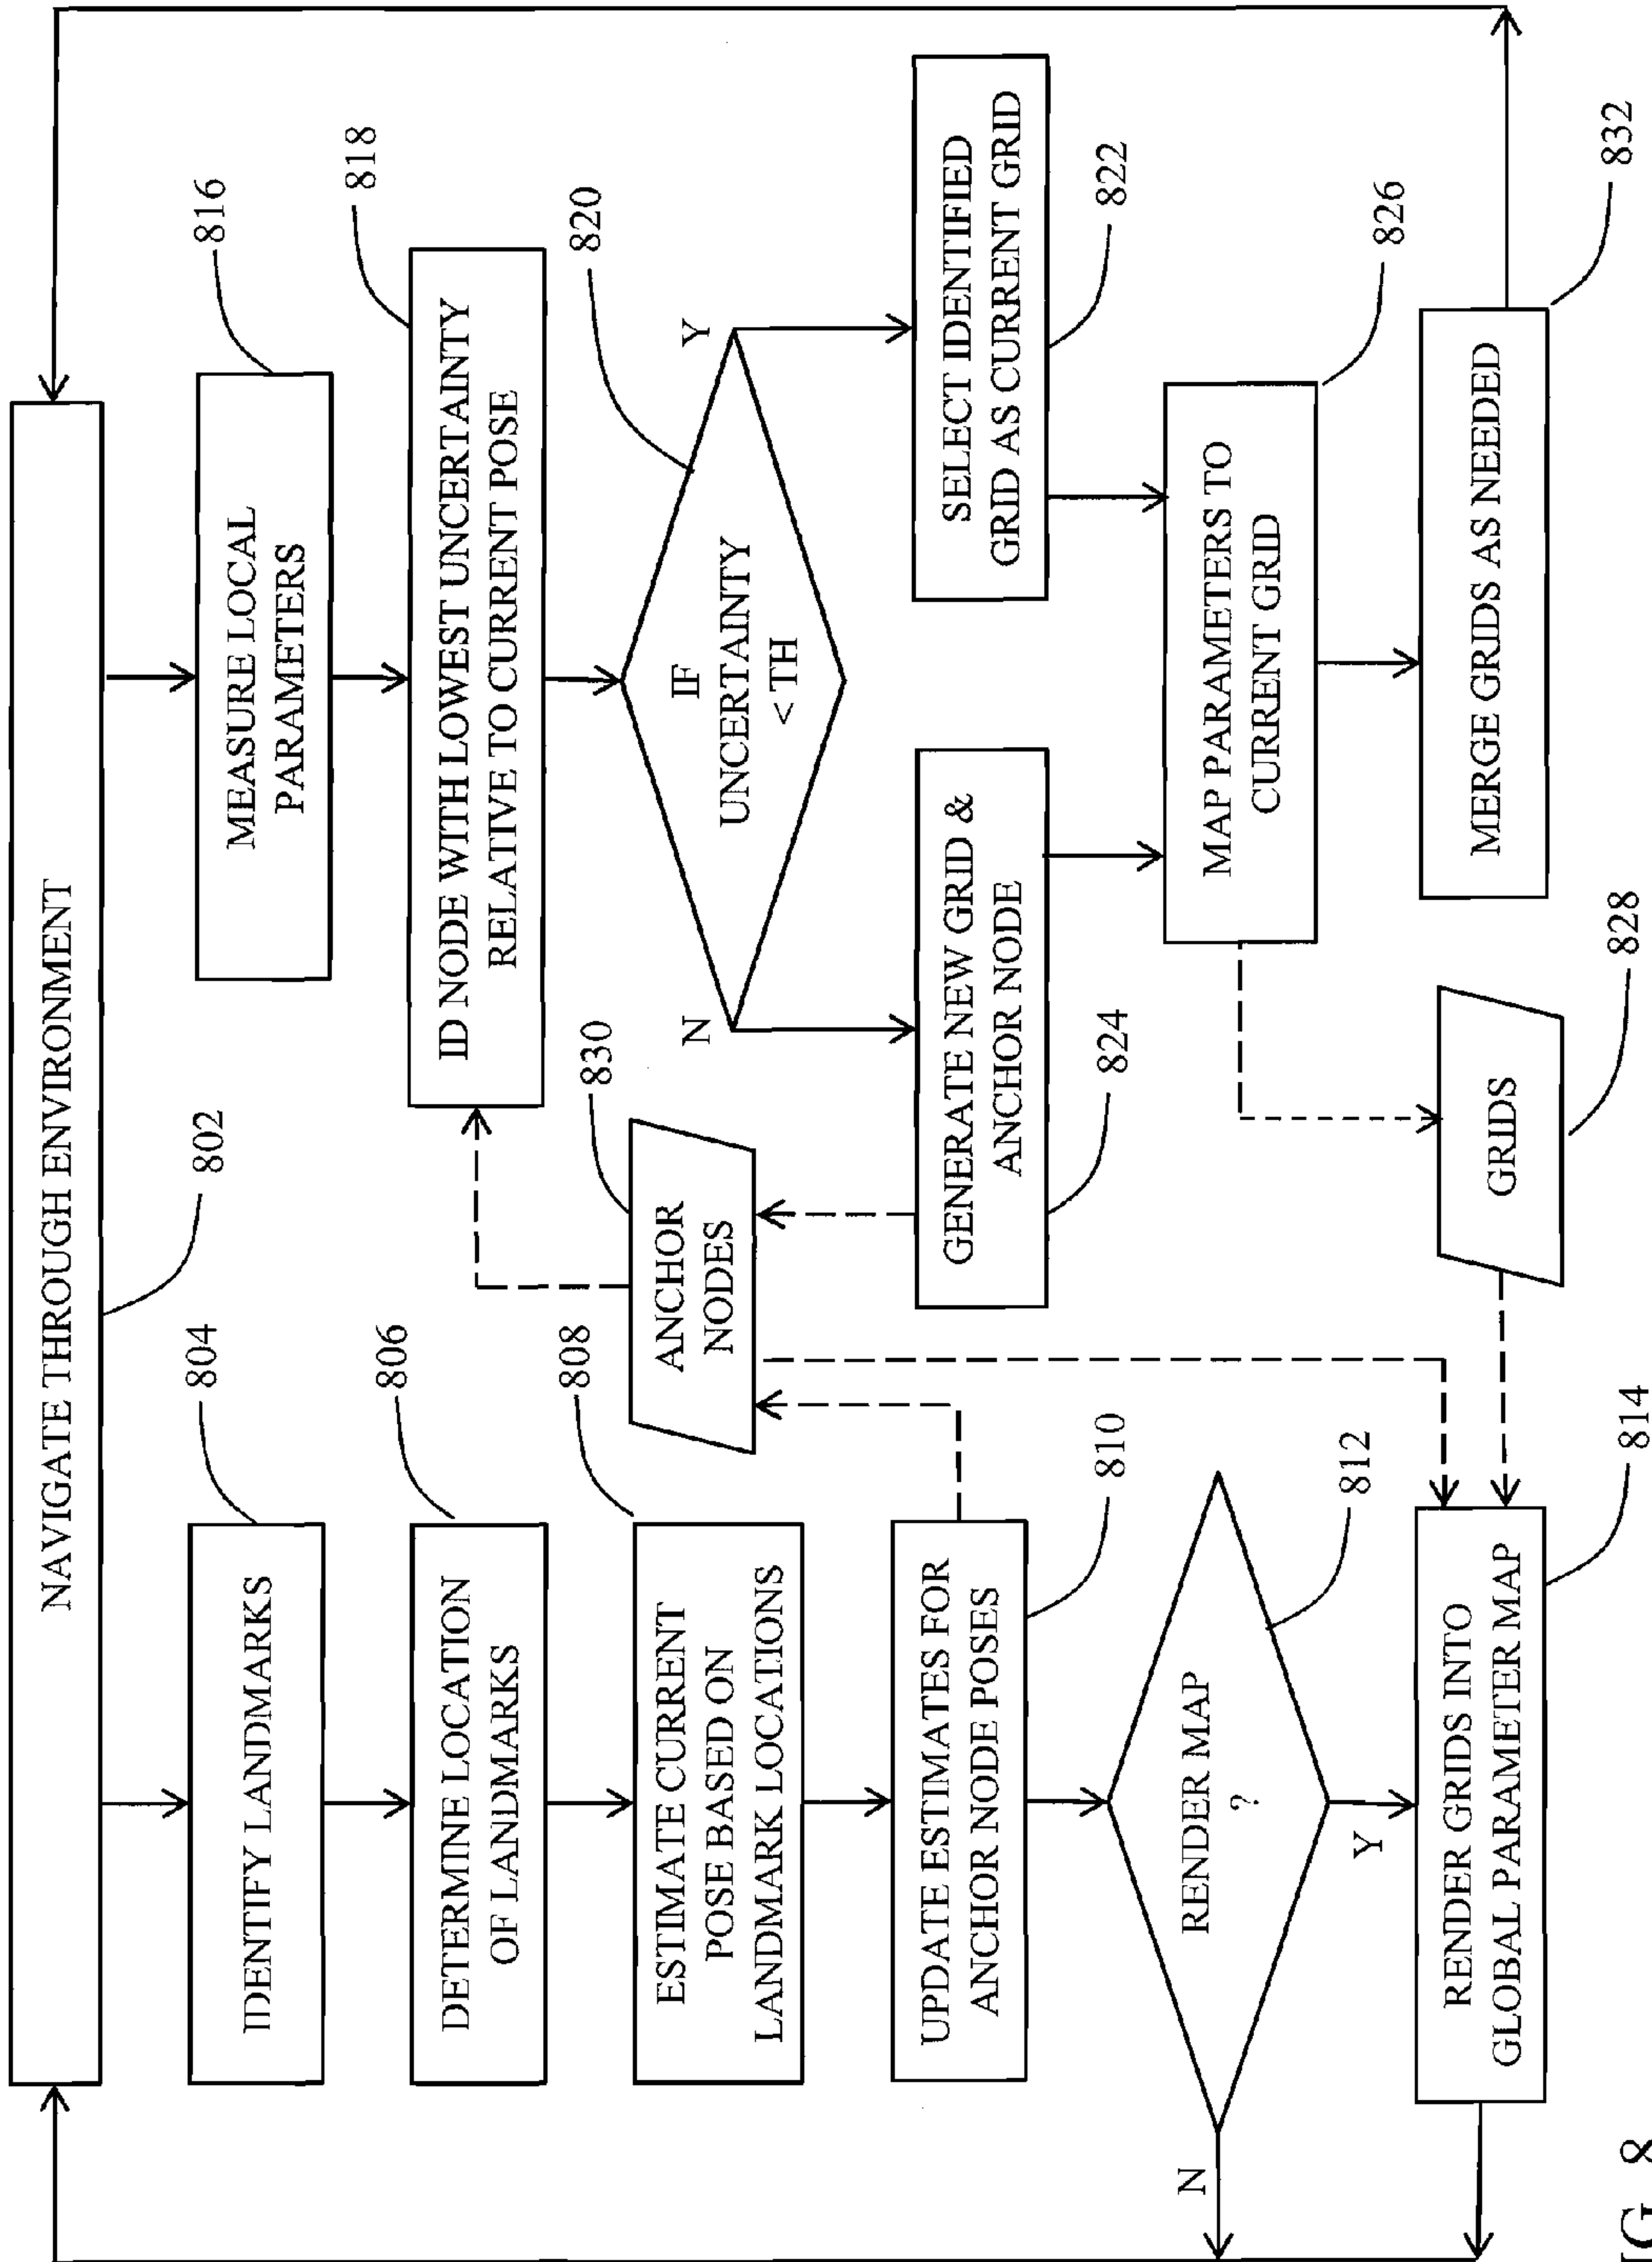 NAVIGATE THROUGH ENVIRONMENT
802
IDENTIFY LANDMARKS
804
DETERMINE LOCATION
OF LANDMARKS
806
ESTIMATE CURRENT
POSE BASED ON
LANDMARK LOCATIONS
808
UPDATE ESTIMATES FOR
ANCHOR NODE POSES
810
RENDER MAP
?
812
N
Y
RENDER GRIDS INTO
GLOBAL PARAMETER MAP
814
MEASURE LOCAL
PARAMETERS
816
ID NODE WITH LOWEST UNCERTAINTY
RELATIVE TO CURRENT POSE
818
ANCHOR
NODES
830
IF
UNCERTAINTY
<TH
820
N
Y
GENERATE NEW GRID &
ANCHOR NODE
824
SELECT IDENTIFIED
GRID AS CURRENT GRID
822
MAP PARAMETERS TO
CURRENT GRID
826
GRIDS
828
MERGE GRIDS AS NEEDED
832
IG. 8